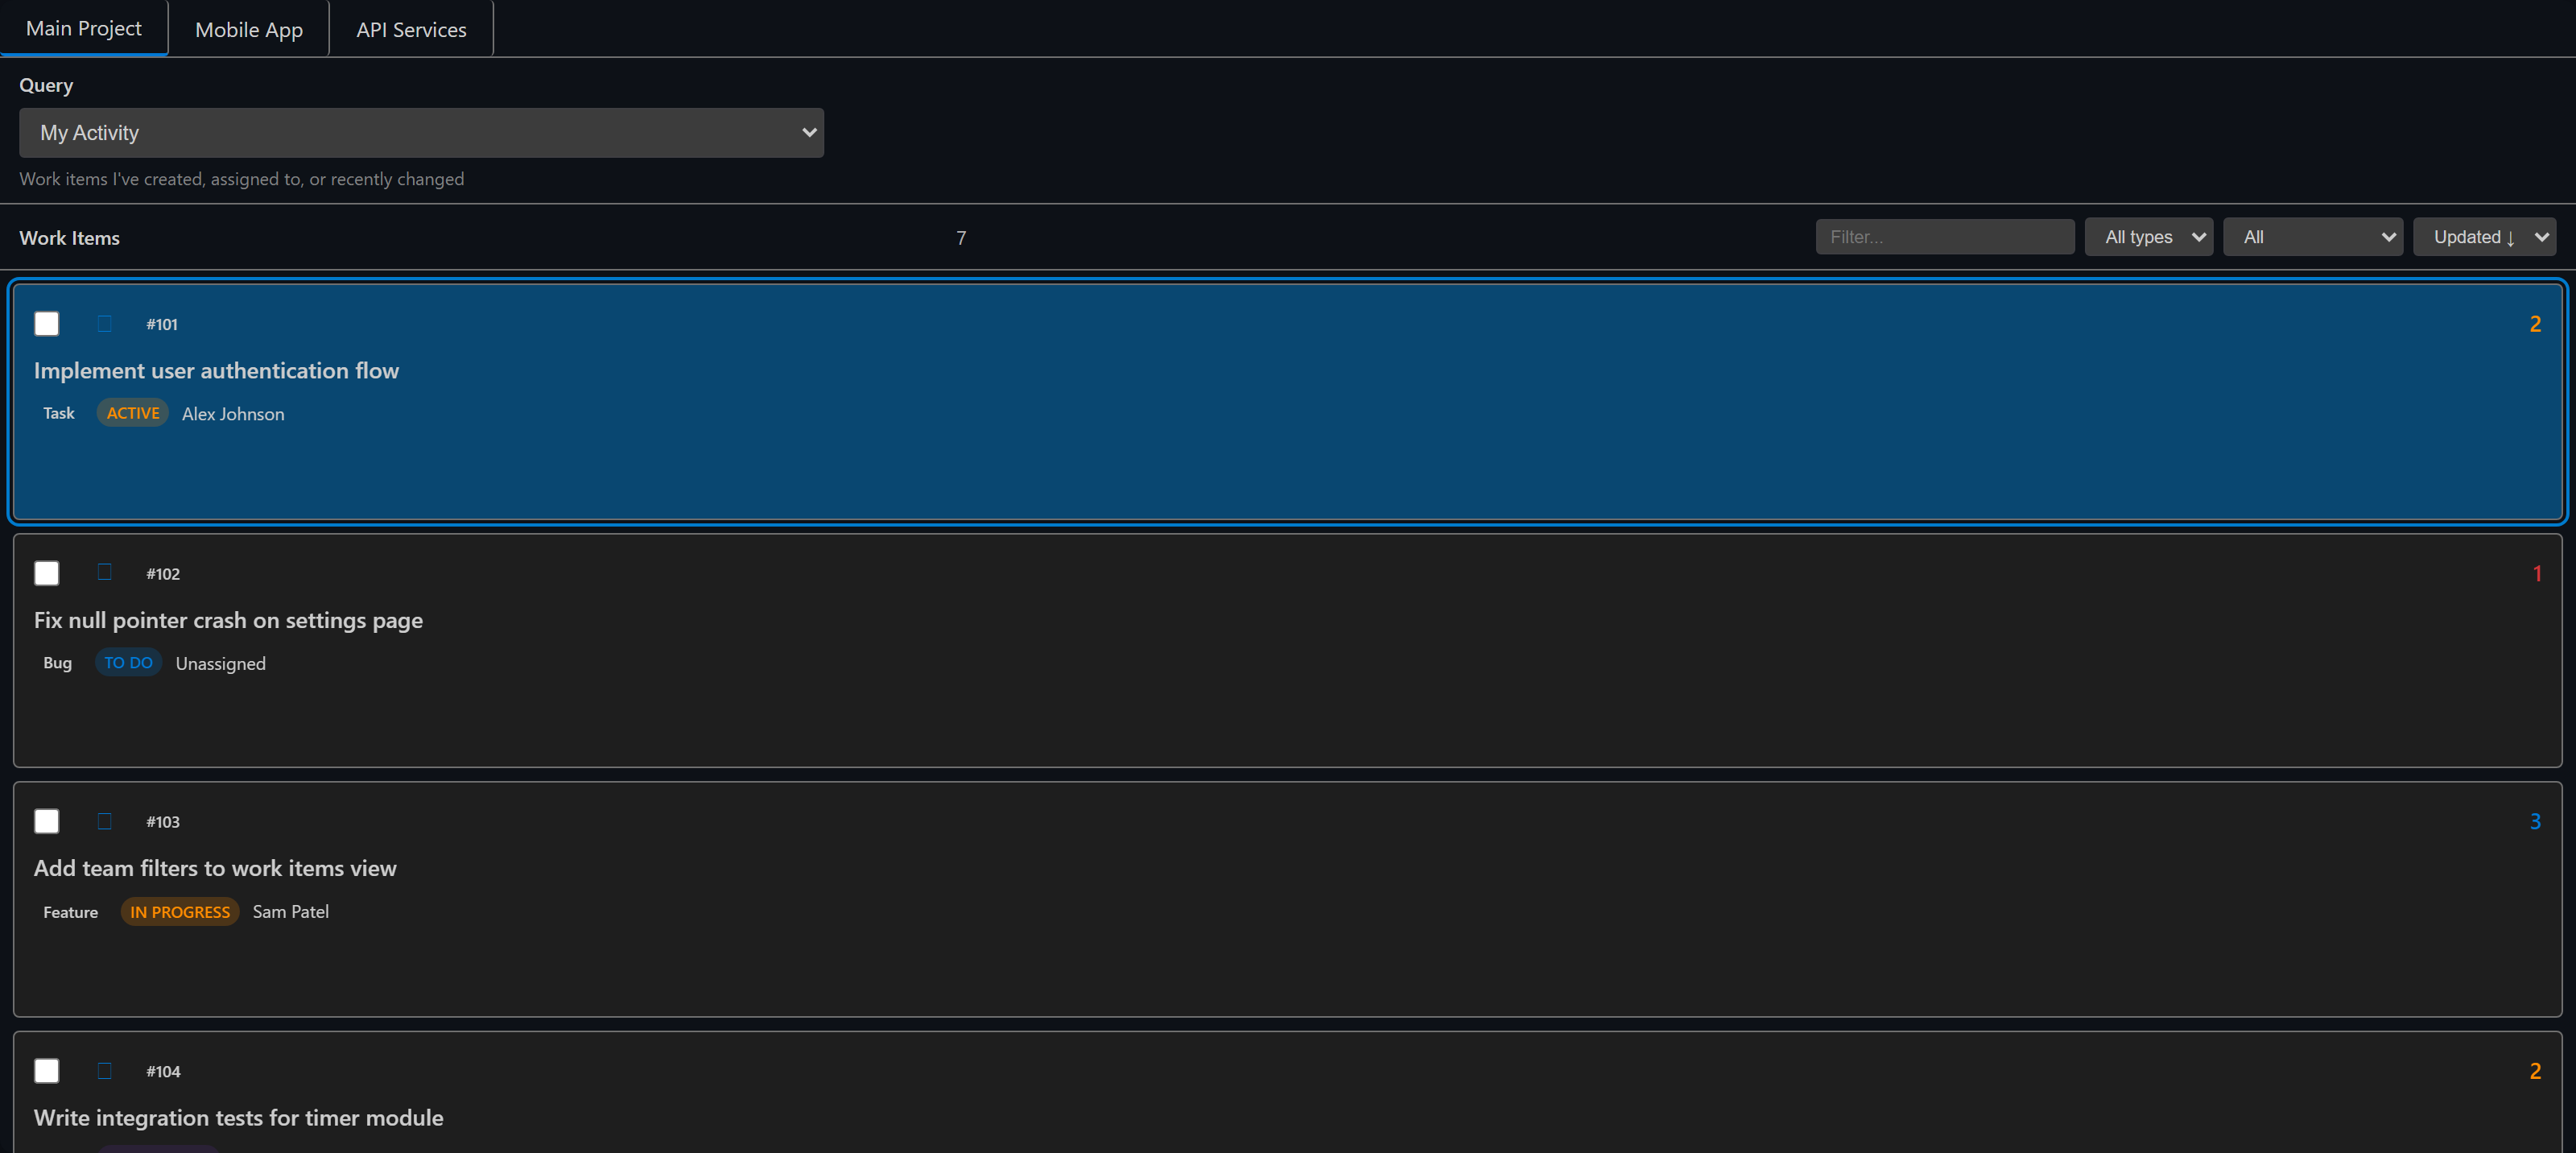 Main Project Mobile App API Services
Query
My Activity
Work items I've created, assigned to, or recently changed
Work Items 7 Filter... All types All Updated ↓
#101 2
Implement user authentication flow
Task ACTIVE Alex Johnson
#102 1
Fix null pointer crash on settings page
Bug TO DO Unassigned
#103 3
Add team filters to work items view
Feature IN PROGRESS Sam Patel
#104 2
Write integration tests for timer module